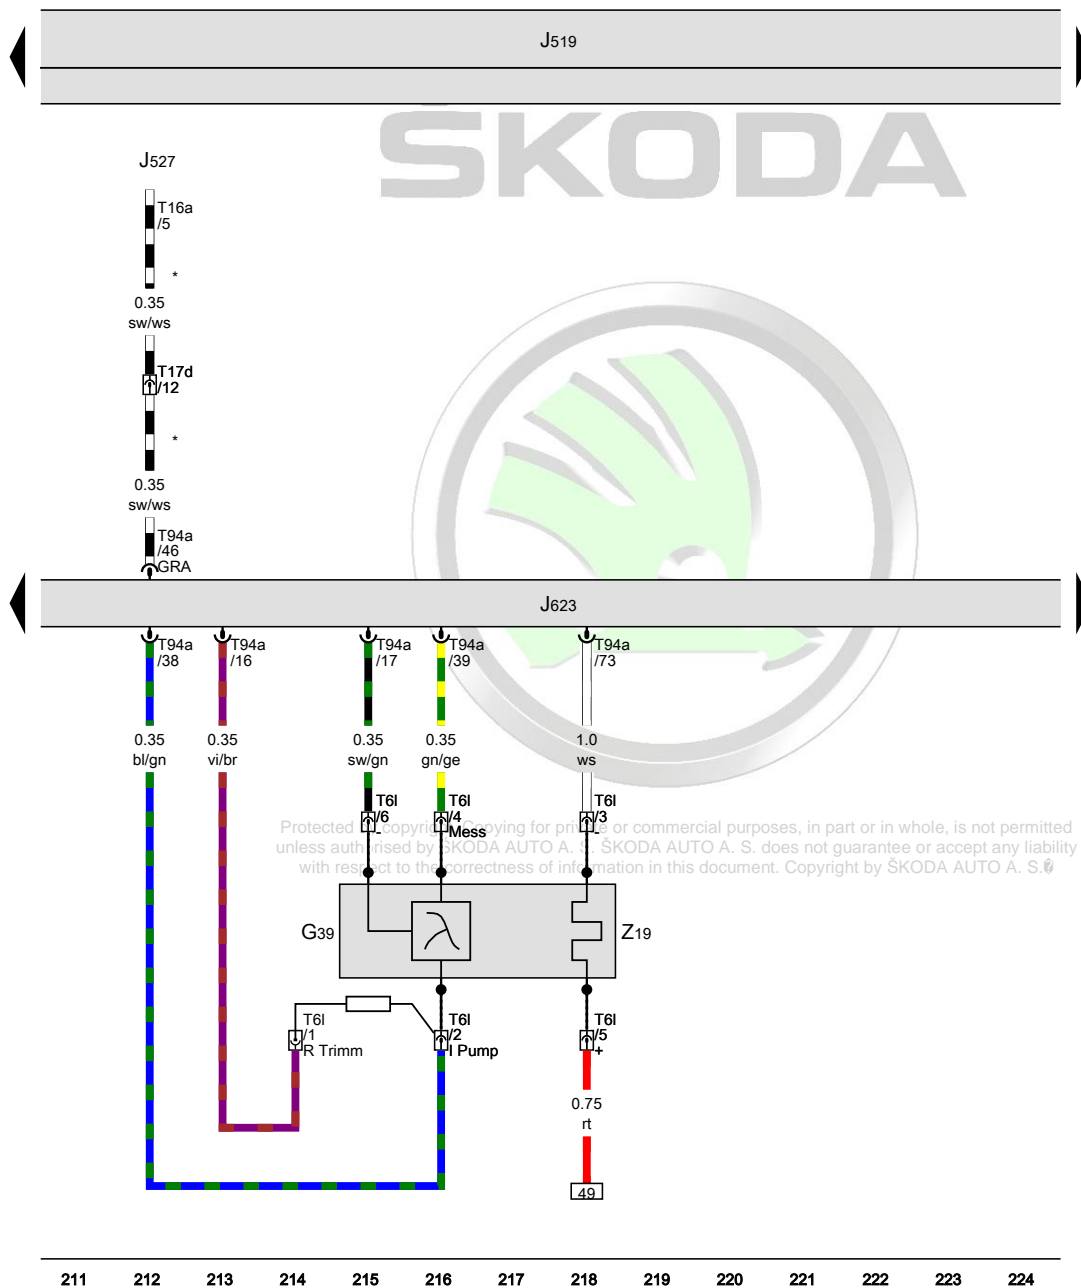 J519
ŠKODA
J527
T16a
/5
*
0.35
sw/ws
T17d
/12
*
0.35
sw/ws
T94a
/46
GRA
J623
T94a
/38
T94a
/16
T94a
/17
T94a
/39
T94a
/73
0.35
bl/gn
0.35
vi/br
0.35
sw/gn
0.35
gn/ge
1.0
ws
T6l
/6
-
T6l
/4
Mess
T6l
/3
-
Protected by copyright. Copying for private or commercial purposes, in part or in whole, is not permitted
unless authorised by ŠKODA AUTO A. S. ŠKODA AUTO A. S. does not guarantee or accept any liability
with respect to the correctness of information in this document. Copyright by ŠKODA AUTO A. S.�
G39
Z19
T6l
/1
R Trimm
T6l
/2
I Pump
T6l
/5
+
0.75
rt
49
211 212 213 214 215 216 217 218 219 220 221 222 223 224